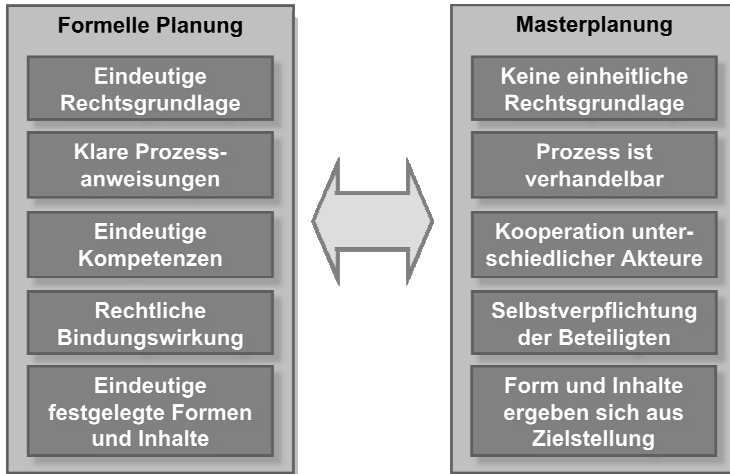 Formelle Planung
Eindeutige
Rechtsgrundlage
Klare Prozess-
anweisungen
Eindeutige
Kompetenzen
Rechtliche
Bindungswirkung
Eindeutige
festgelegte Formen
und Inhalte
Masterplanung
Keine einheitliche
Rechtsgrundlage
Prozess ist
verhandelbar
Kooperation unter-
schiedlicher Akteure
Selbstverpflichtung
der Beteiligten
Form und Inhalte
ergeben sich aus
Zielstellung